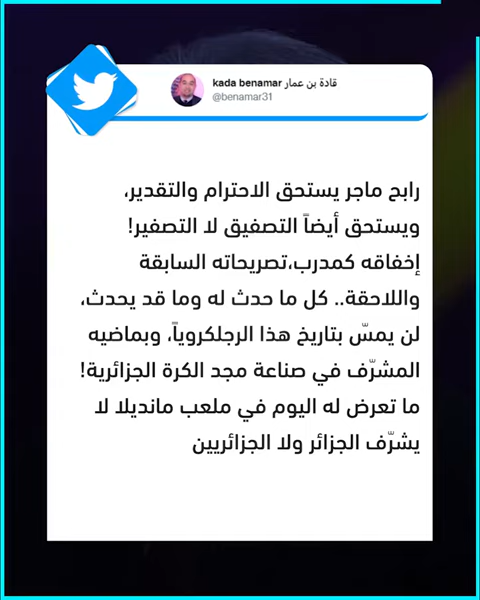 kada benamar قادة بن عمار
@benamar31
رابح ماجر يستحق الاحترام والتقدير،
ويستحق أيضاً التصفيق لا التصفير!
إخفاقه كمدرب،تصريحاته السابقة
واللاحقة.. كل ما حدث له وما قد يحدث،
لن يمسّ بتاريخ هذا الرجلكروياً، وبماضيه
المشرّف في صناعة مجد الكرة الجزائرية!
ما تعرض له اليوم في ملعب مانديلا لا
يشرّف الجزائر ولا الجزائريين